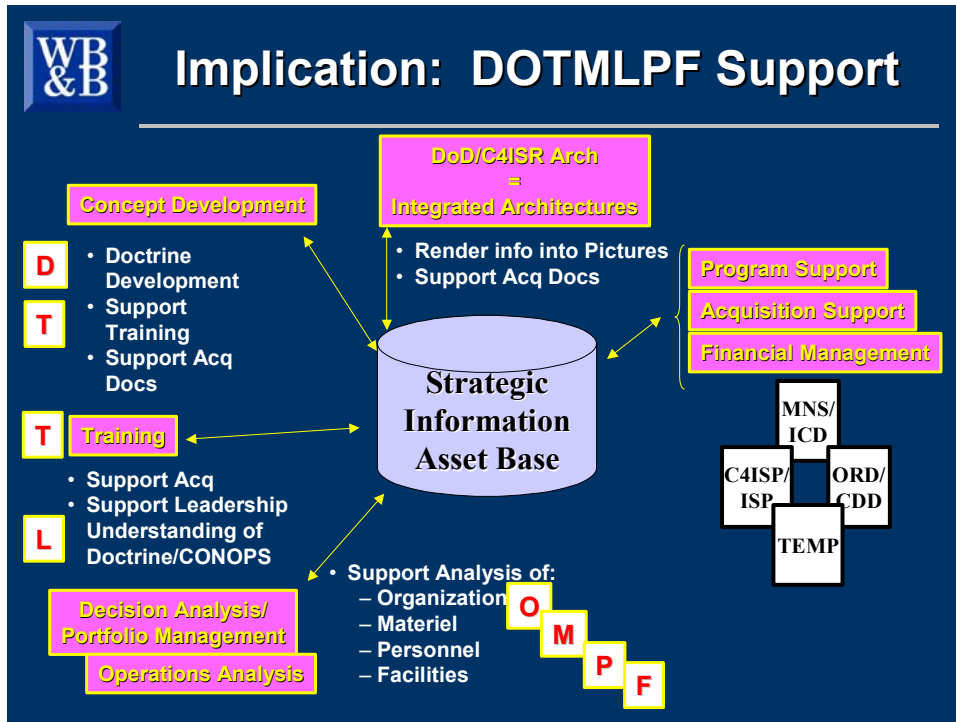 WB
&B
Implication: DOTMLPF Support
DoD/C4ISR Arch
=
Integrated Architectures
• Render info into Pictures
• Support Acq Docs
Concept Development
D
T
• Doctrine
Development
• Support
Training
• Support Acq
Docs
Program Support
Acquisition Support
Financial Management
Strategic
Information
Asset Base
MNS/
ICD
C4ISP/
ISP
ORD/
CDD
TEMP
T
Training
• Support Acq
• Support Leadership
Understanding of
Doctrine/CONOPS
L
Decision Analysis/
Portfolio Management
Operations Analysis
• Support Analysis of:
– Organization
– Materiel
– Personnel
– Facilities
O
M
P
F